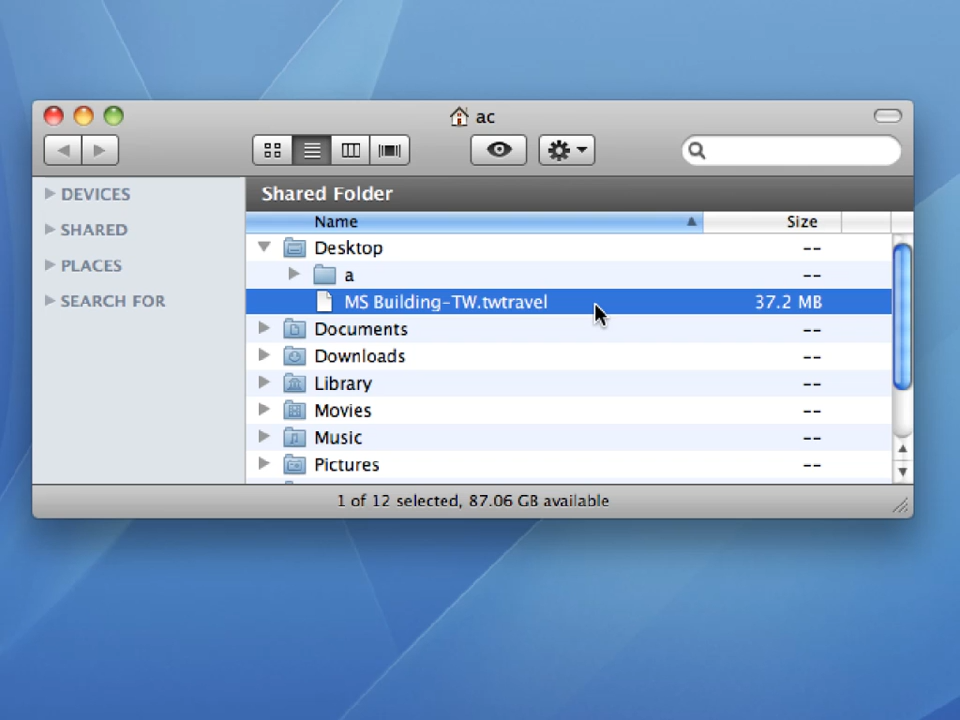 ac
DEVICES
SHARED
PLACES
SEARCH FOR
Shared Folder
Name Size
Desktop --
a --
MS Building-TW.twtravel 37.2 MB
Documents --
Downloads --
Library --
Movies --
Music --
Pictures --
1 of 12 selected, 87.06 GB available